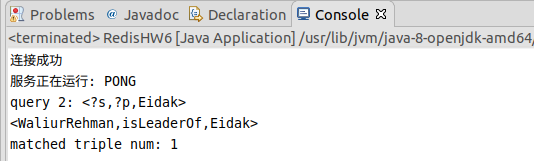 Problems @ Javadoc Declaration Console
<terminated> RedisHW6 [Java Application] /usr/lib/jvm/java-8-openjdk-amd64/
连接成功
服务正在运行: PONG
query 2: <?s,?p,Eidak>
<WaliurRehman,isLeaderOf,Eidak>
matched triple num: 1